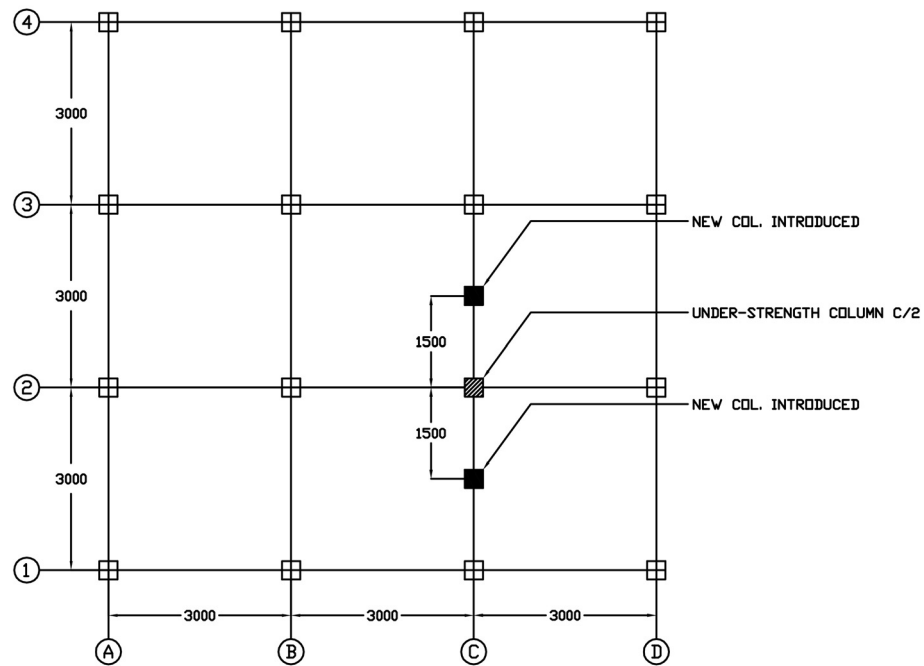 4
3000
3
NEW COL. INTRODUCED
3000
1500
UNDER-STRENGTH COLUMN C/2
2
NEW COL. INTRODUCED
1500
3000
1
3000
3000
3000
A
B
C
D